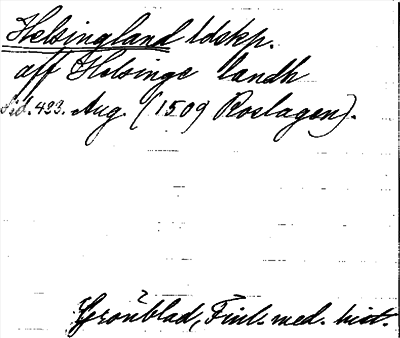 Helsingland ldskp.
aff Helsinge landh
Sid. 423. Aug. (1509 Roslagen).
Grönblad, Finl. med. hist.